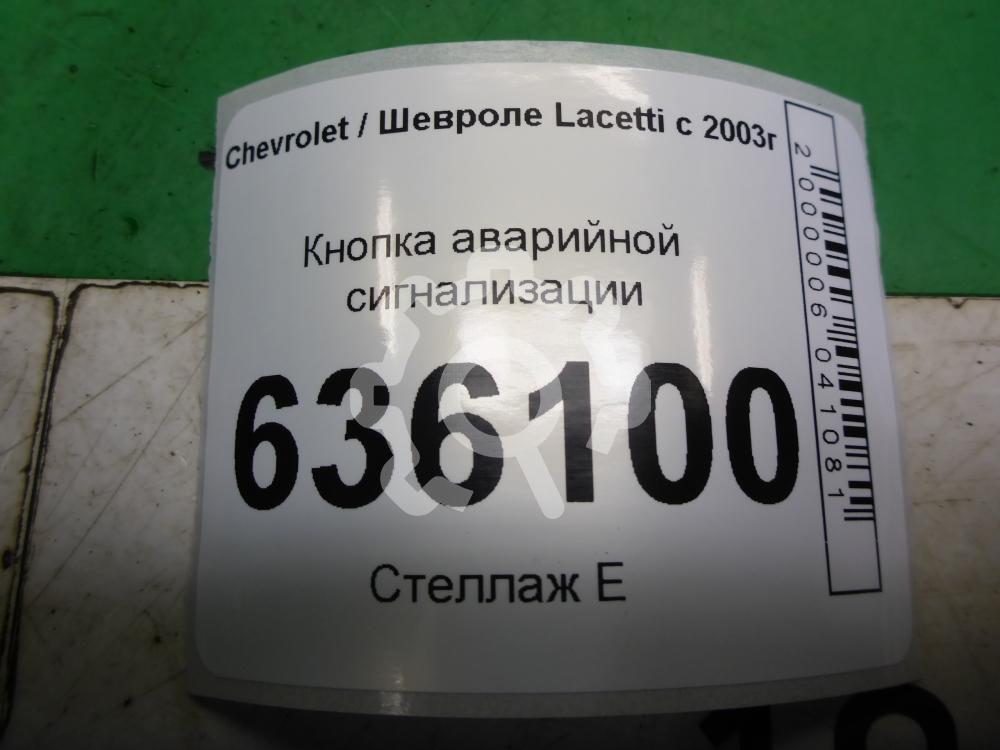 Chevrolet / Шевроле Lacetti с 2003г
Кнопка аварийной
сигнализации
636100
Стеллаж Е
2000006041081